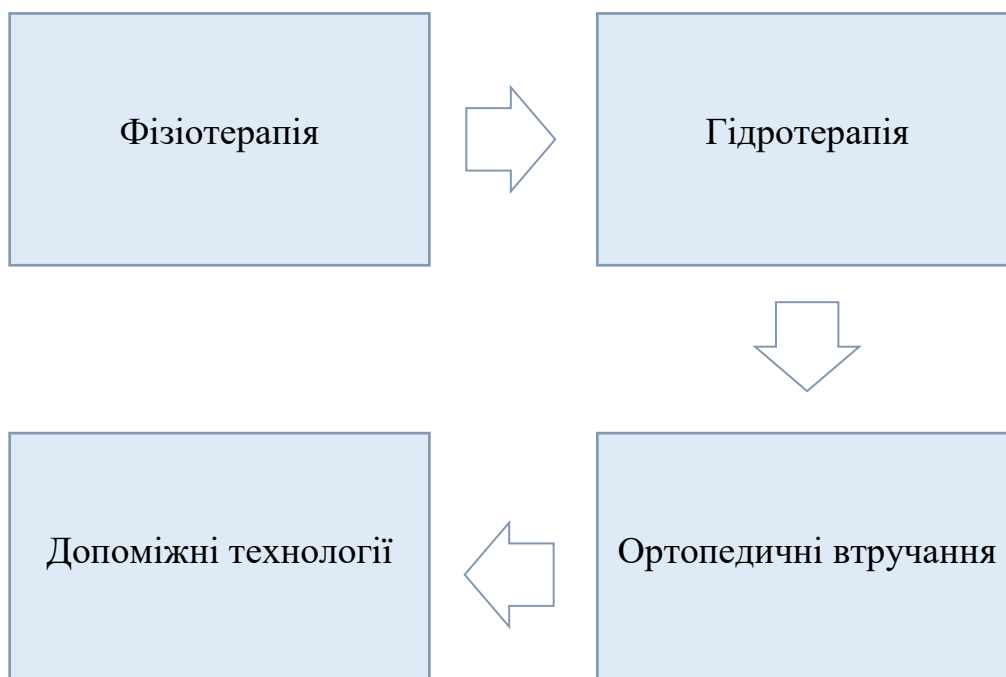 Фізіотерапія
Гідротерапія
Ортопедичні втручання
Допоміжні технології